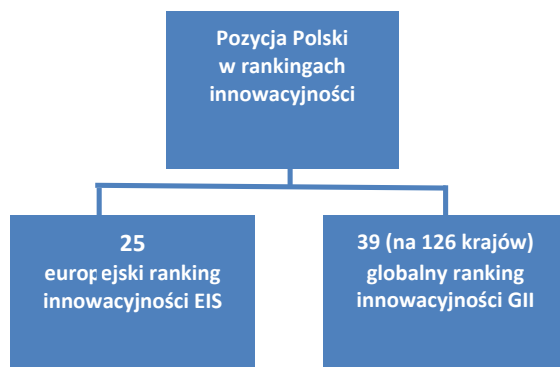 Pozycja Polski
w rankingach
innowacyjności
25
europejski ranking
innowacyjności EIS
39 (na 126 krajów)
globalny ranking
innowacyjności GII